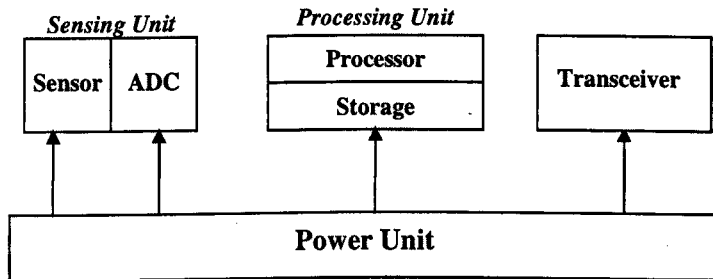 Sensing Unit
Processing Unit
Sensor
ADC
Processor
Storage
Transceiver
Power Unit